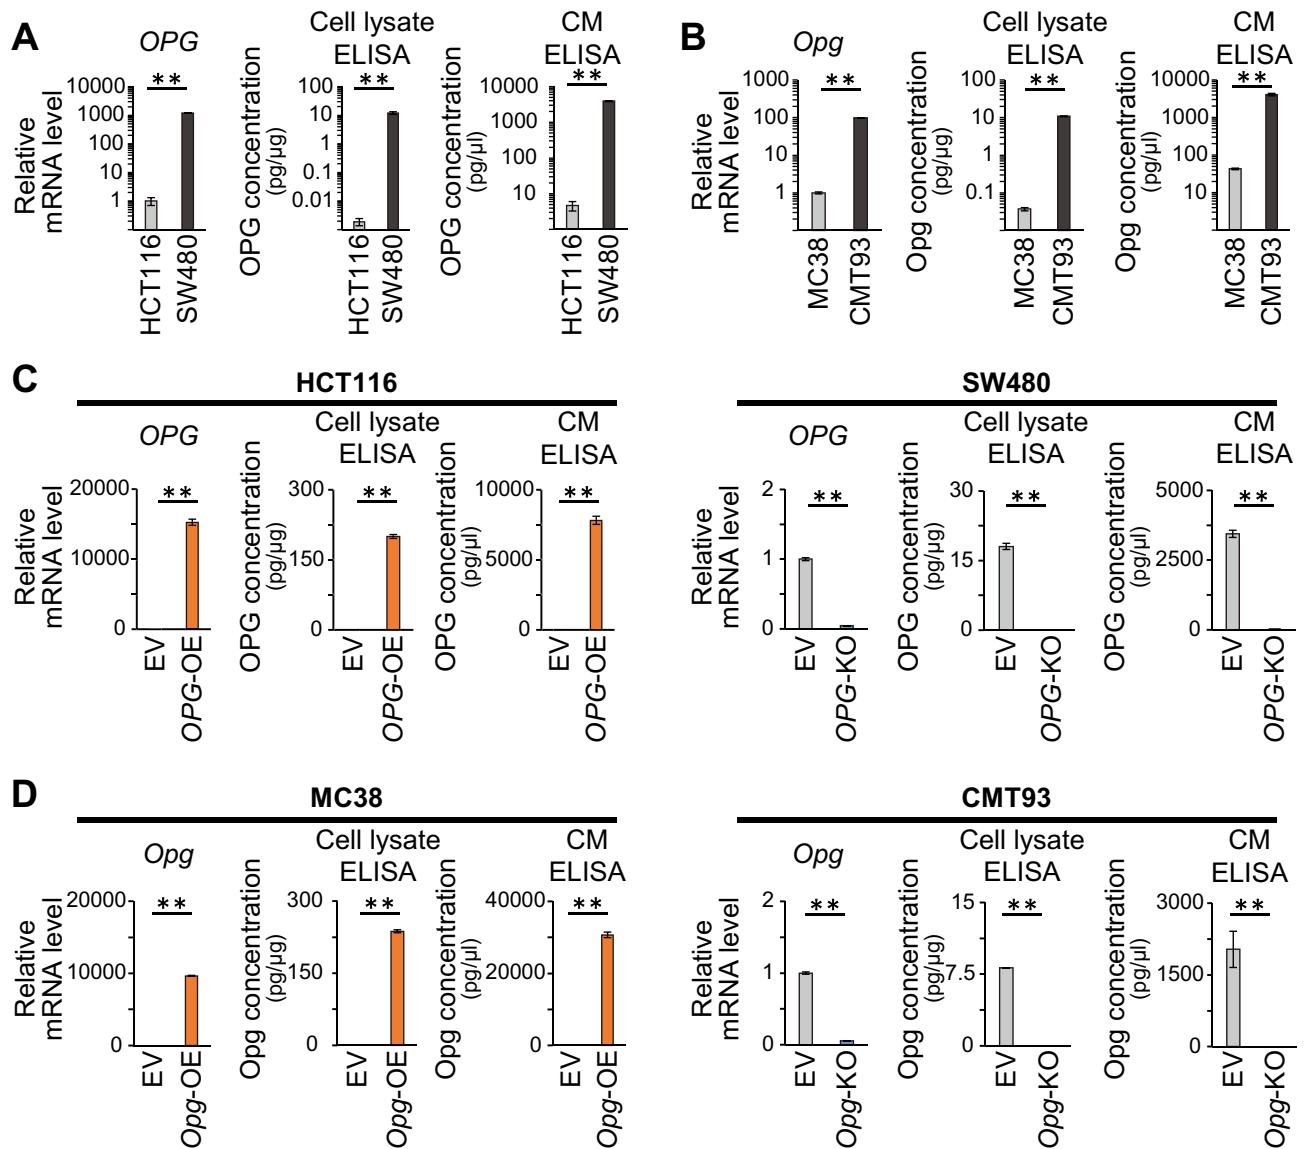 A
OPG
Relative
mRNA level
10000
1000
100
10
1
**
HCT116
SW480
Cell lysate
ELISA
OPG concentration
(pg/µg)
100
10
1
0.1
0.01
**
HCT116
SW480
CM
ELISA
OPG concentration
(pg/µl)
10000
1000
100
10
**
HCT116
SW480
B
Opg
Relative
mRNA level
1000
100
10
1
**
MC38
CMT93
Cell lysate
ELISA
Opg concentration
(pg/µg)
100
10
1
0.1
**
MC38
CMT93
CM
ELISA
Opg concentration
(pg/µl)
10000
1000
100
10
**
MC38
CMT93
C
HCT116
OPG
Relative
mRNA level
20000
10000
0
**
EV
OPG-OE
Cell lysate
ELISA
OPG concentration
(pg/µg)
300
150
0
**
EV
OPG-OE
CM
ELISA
OPG concentration
(pg/µl)
10000
5000
0
**
EV
OPG-OE
SW480
OPG
Relative
mRNA level
2
1
0
**
EV
OPG-KO
Cell lysate
ELISA
OPG concentration
(pg/µg)
30
15
0
**
EV
OPG-KO
CM
ELISA
OPG concentration
(pg/µl)
5000
2500
0
**
EV
OPG-KO
D
MC38
Opg
Relative
mRNA level
20000
10000
0
**
EV
Opg-OE
Cell lysate
ELISA
Opg concentration
(pg/µg)
300
150
0
**
EV
Opg-OE
CM
ELISA
Opg concentration
(pg/µl)
40000
20000
0
**
EV
Opg-OE
CMT93
Opg
Relative
mRNA level
2
1
0
**
EV
Opg-KO
Cell lysate
ELISA
Opg concentration
(pg/µg)
15
7.5
0
**
EV
Opg-KO
CM
ELISA
Opg concentration
(pg/µl)
3000
1500
0
**
EV
Opg-KO